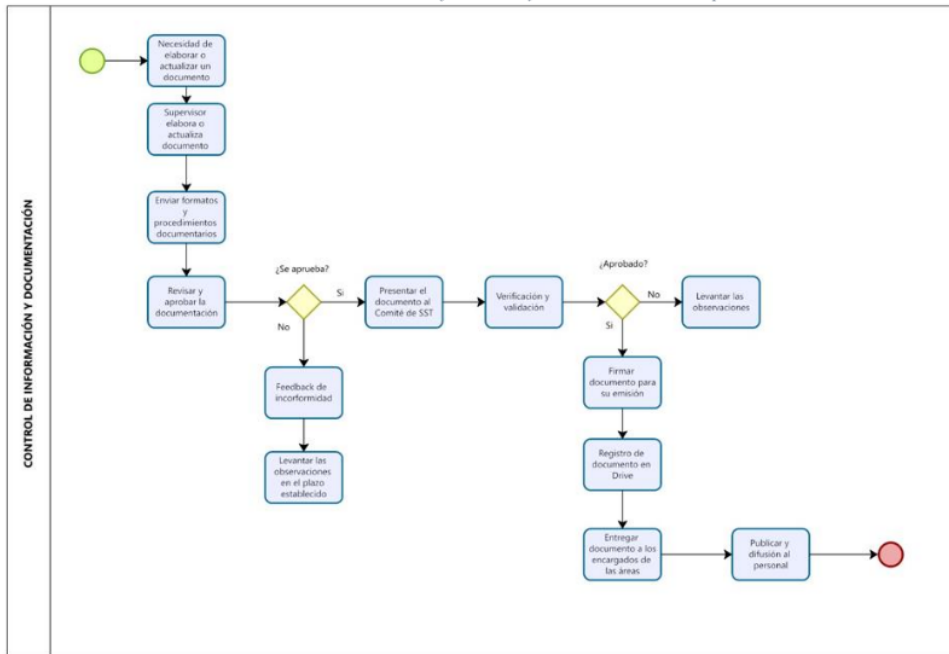 CONTROL DE INFORMACIÓN Y DOCUMENTACIÓN
Necesidad de
elaborar o
actualizar un
documento
Supervisor
elabora o
actualiza
documento
Enviar formatos
y
procedimientos
documentarios
Revisar y
aprobar la
documentación
¿Se aprueba?
Si
No
Feedback de
incorformidad
Levantar las
observaciones
en el plazo
establecido
Presentar el
documento al
Comité de SST
Verificación y
validación
¿Aprobado?
No
Si
Levantar las
observaciones
Firmar
documento para
su emisión
Registro de
documento en
Drive
Entregar
documento a los
encargados de
las áreas
Publicar y
difusión al
personal